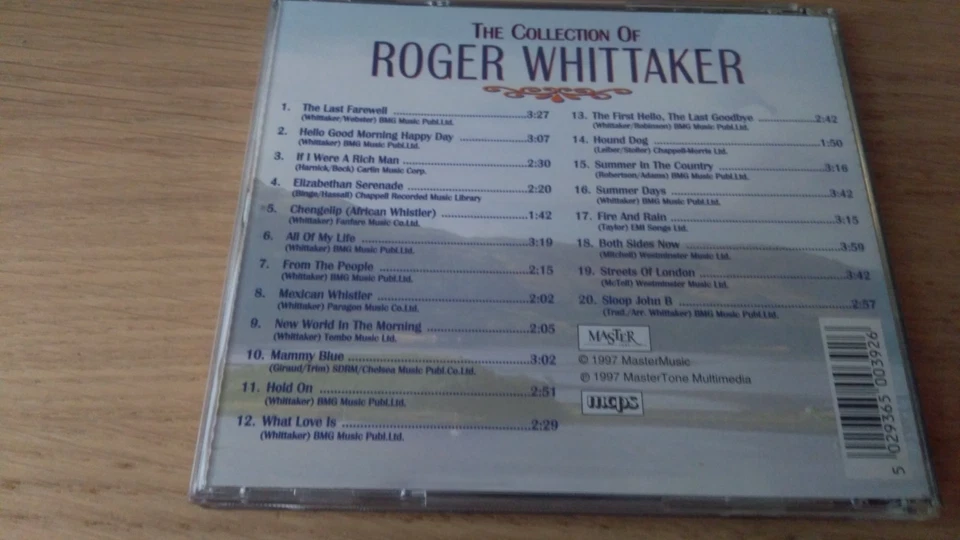 THE COLLECTION OF
ROGER WHITTAKER
1. The Last Farewell ........3:27
(Whittaker/Webster) BMG Music Publ.Ltd.
2. Hello Good Morning Happy Day ........3:07
(Whittaker) BMG Music Publ.Ltd.
3. If I Were A Rich Man ........2:30
(Harnick/Bock) Carlin Music Corp.
4. Elizabethan Serenade ........2:20
(Binge/Hassall) Chappell Recorded Music Library
5. Chengelip (African Whistler) ........1:42
(Whittaker) Fanfare Music Co.Ltd.
6. All Of My Life ........3:19
(Whittaker) BMG Music Publ.Ltd.
7. From The People ........2:15
(Whittaker) BMG Music Publ.Ltd.
8. Mexican Whistler ........2:02
(Whittaker) Paragon Music Co.Ltd.
9. New World In The Morning ........2:05
(Whittaker) Tembo Music Ltd.
10. Mammy Blue ........3:02
(Giraud/Trim) SDRM/Chelsea Music Publ.Co.Ltd.
11. Hold On ........2:51
(Whittaker) BMG Music Publ.Ltd.
12. What Love Is ........2:29
(Whittaker) BMG Music Publ.Ltd.
13. The First Hello, The Last Goodbye ........2:42
(Whittaker/Robinson) BMG Music Publ.Ltd.
14. Hound Dog ........1:50
(Leiber/Stoller) Chappell-Morris Ltd.
15. Summer In The Country ........3:16
(Robertson/Adams) BMG Music Publ.Ltd.
16. Summer Days ........3:42
(Whittaker) BMG Music Publ.Ltd.
17. Fire And Rain ........3:15
(Taylor) EMI Songs Ltd.
18. Both Sides Now ........3:59
(Mitchell) Westminster Music Ltd.
19. Streets Of London ........3:42
(McTell) Westminster Music Ltd.
20. Sloop John B ........2:57
(Trad./Arr. Whittaker) BMG Music Publ.Ltd.
MASTER
© 1997 MasterMusic
℗ 1997 MasterTone Multimedia
mcps
5 029365 003926